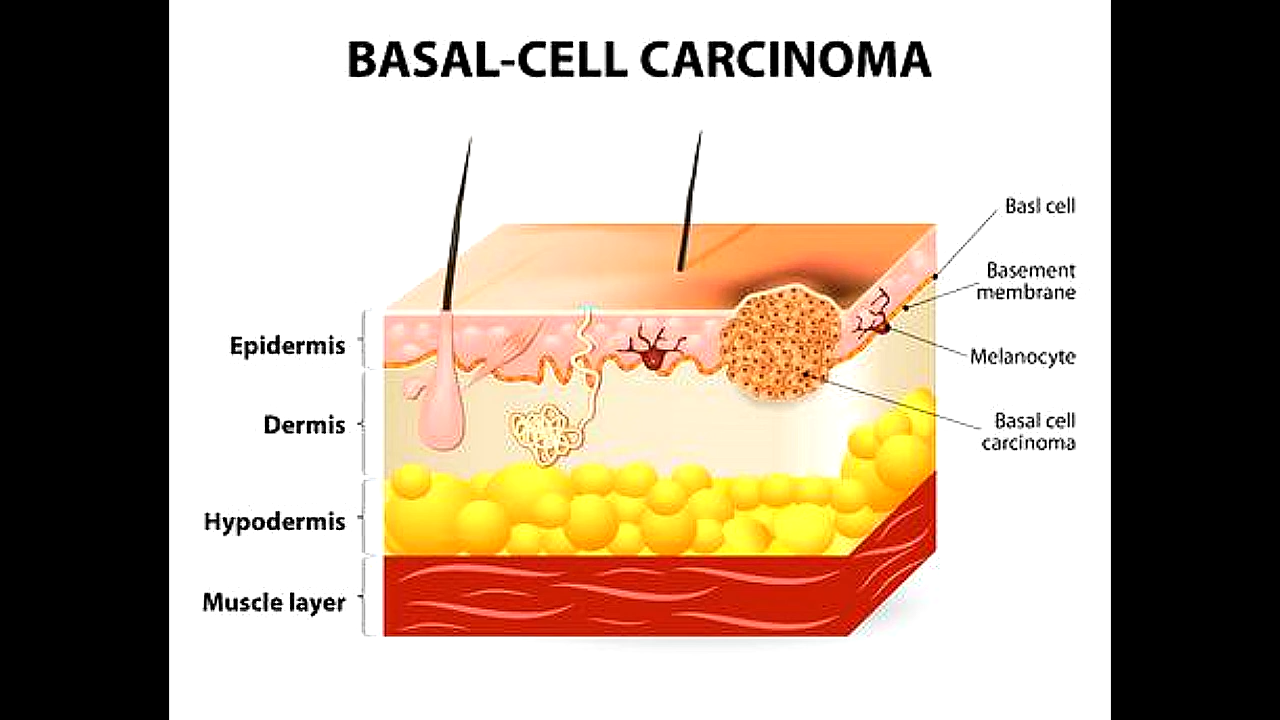 BASAL-CELL CARCINOMA
Basl cell
Basement
membrane
Epidermis
Melanocyte
Dermis
Basal cell
carcinoma
Hypodermis
Muscle layer